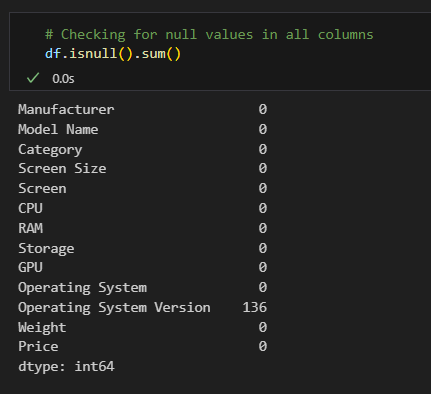 # Checking for null values in all columns
df.isnull().sum()
0.0s
Manufacturer 0
Model Name 0
Category 0
Screen Size 0
Screen 0
CPU 0
RAM 0
Storage 0
GPU 0
Operating System 0
Operating System Version 136
Weight 0
Price 0
dtype: int64